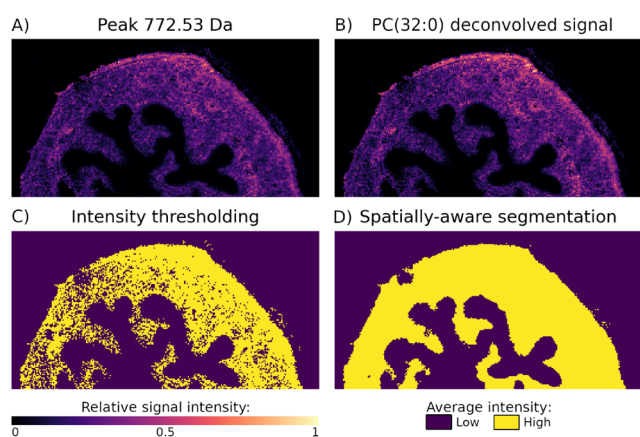 A) Peak 772.53 Da
B) PC(32:0) deconvolved signal
C) Intensity thresholding
D) Spatially-aware segmentation
Relative signal intensity:
0 0.5 1
Average intensity:
Low High